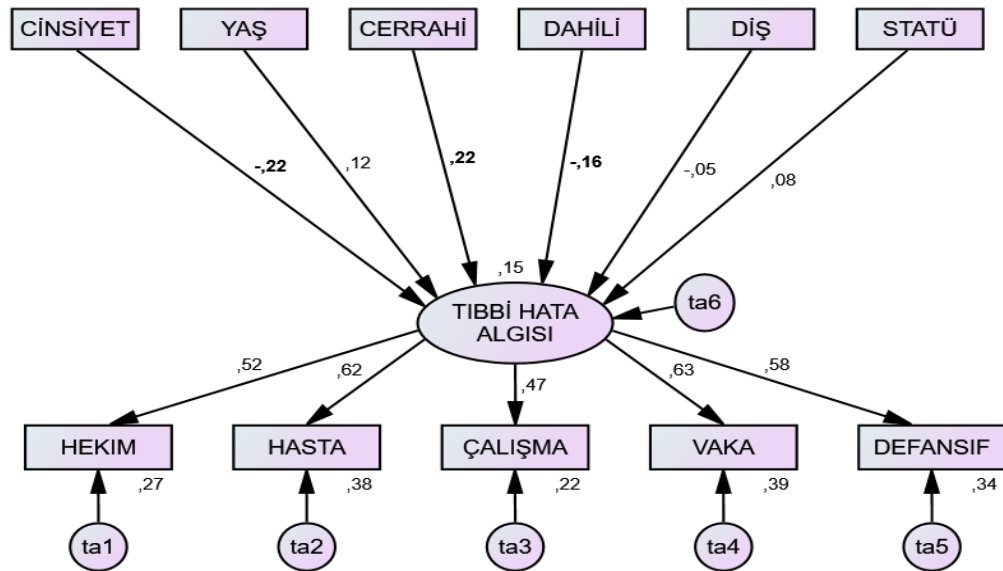 CİNSİYET YAŞ CERRAHİ DAHİLİ DİŞ STATÜ
-,22 ,12 ,22 -,16 -,05 ,08
,15
TIBBİ HATA
ALGISI
ta6
,52 ,62 ,47 ,63 ,58
HEKIM HASTA ÇALIŞMA VAKA DEFANSIF
,27 ,38 ,22 ,39 ,34
ta1 ta2 ta3 ta4 ta5